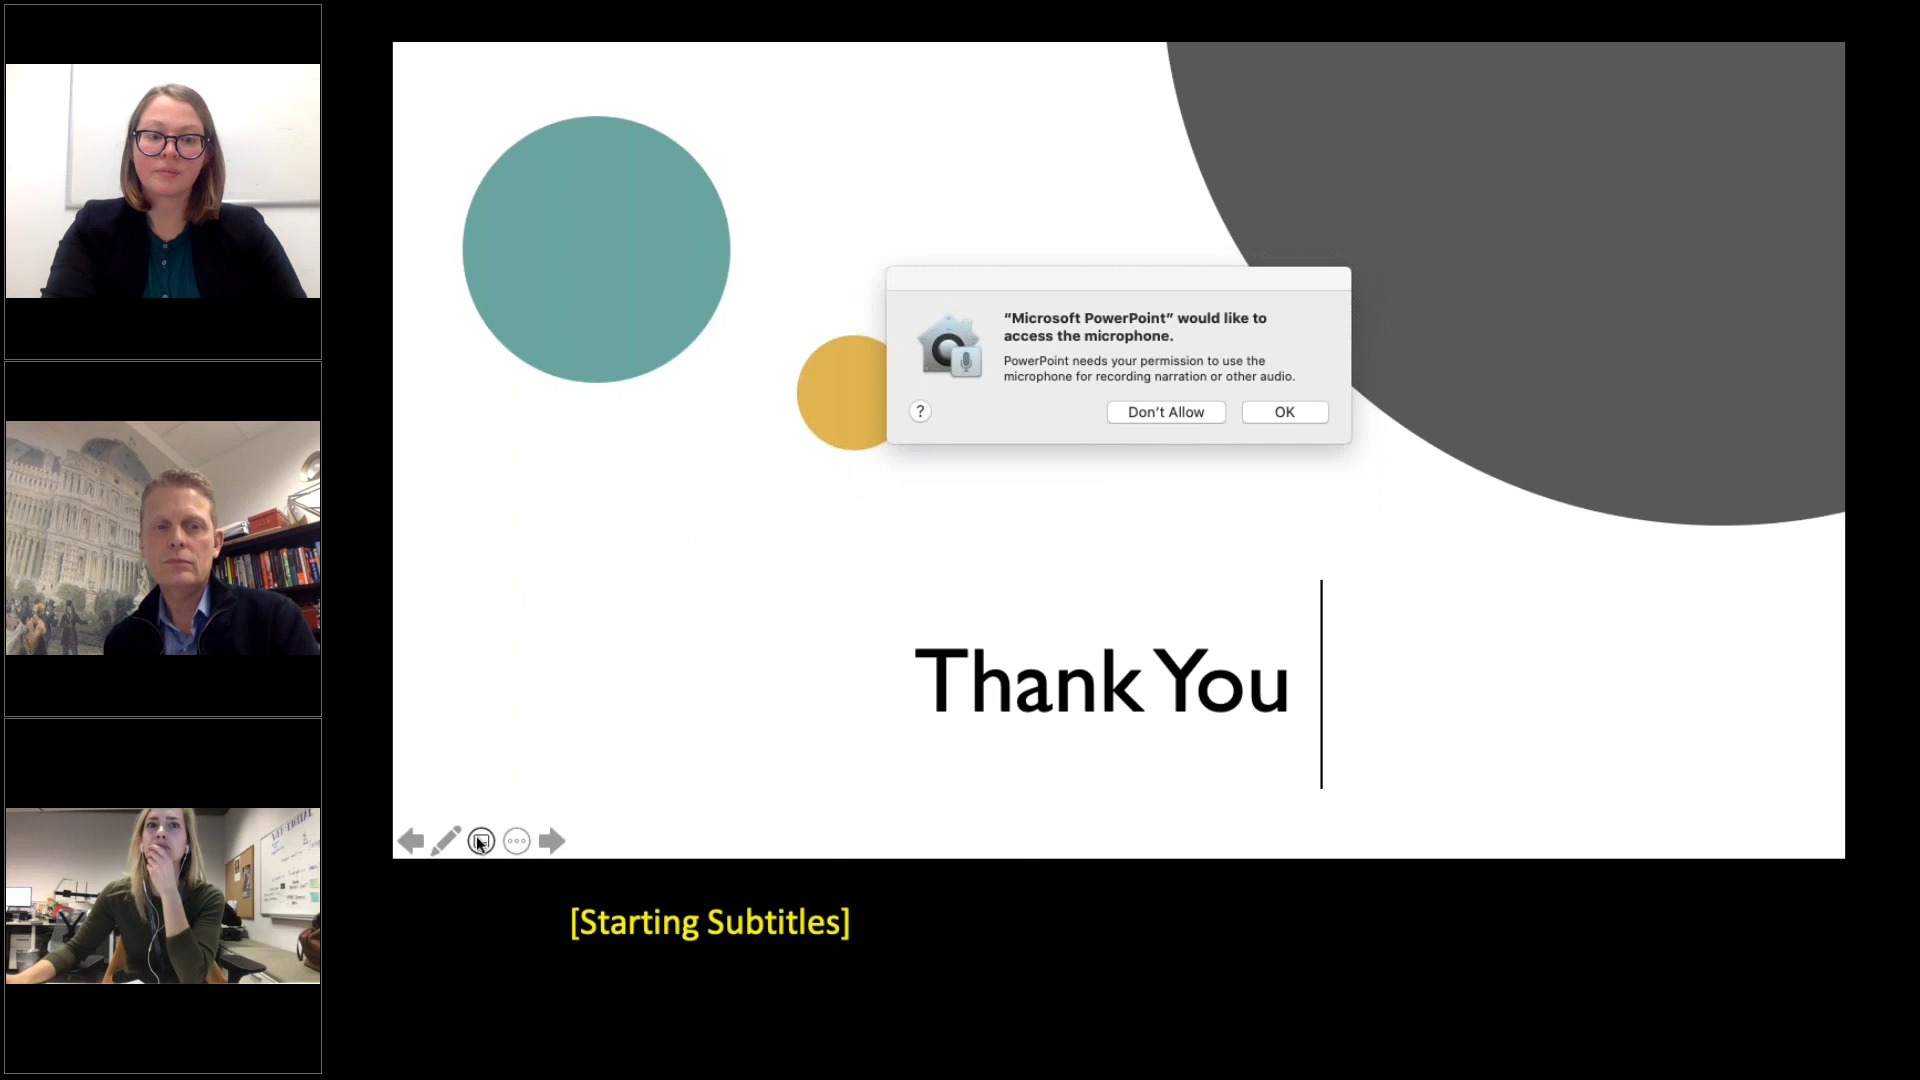 “Microsoft PowerPoint” would like to
access the microphone.
PowerPoint needs your permission to use the
microphone for recording narration or other audio.
?
Don’t Allow
OK
Thank You
[Starting Subtitles]